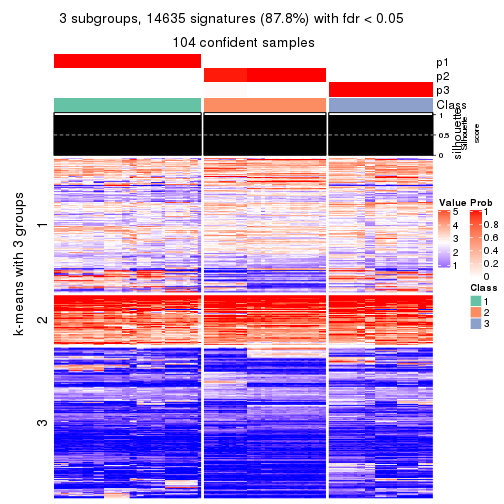 3 subgroups, 14635 signatures (87.8%) with fdr < 0.05
104 confident samples
p1
p2
p3
Class
silhouette
Silhouette
score
1
0.5
0
k-means with 3 groups
1
2
3
Value
5
4
3
2
1
Prob
1
0.8
0.6
0.4
0.2
0
Class
1
2
3